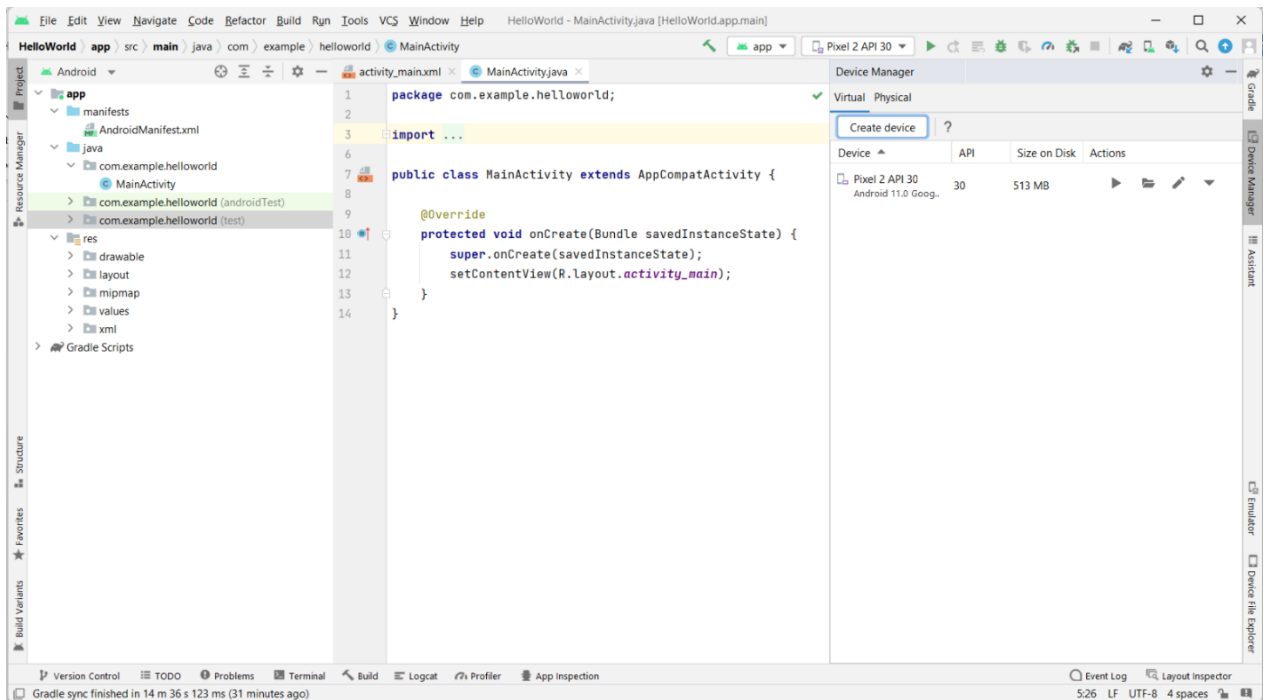 File Edit View Navigate Code Refactor Build Run Tools VCS Window Help HelloWorld - MainActivity.java [HelloWorld.app.main]
HelloWorld app src main java com example helloworld MainActivity app Pixel 2 API 30
Project
Resource Manager
Structure
Favorites
Build Variants
Android
app
manifests
AndroidManifest.xml
java
com.example.helloworld
MainActivity
com.example.helloworld (androidTest)
com.example.helloworld (test)
res
drawable
layout
mipmap
values
xml
Gradle Scripts
activity_main.xml MainActivity.java
1 package com.example.helloworld;
2
3 import ...
6
7 public class MainActivity extends AppCompatActivity {
8
9 @Override
10 protected void onCreate(Bundle savedInstanceState) {
11 super.onCreate(savedInstanceState);
12 setContentView(R.layout.activity_main);
13 }
14 }
Device Manager
Virtual Physical
Create device ?
Device API Size on Disk Actions
Pixel 2 API 30 30 513 MB
Android 11.0 Goog..
Gradle
Device Manager
Assistant
Emulator
Device File Explorer
Version Control TODO Problems Terminal Build Logcat Profiler App Inspection Event Log Layout Inspector
Gradle sync finished in 14 m 36 s 123 ms (31 minutes ago) 5:26 LF UTF-8 4 spaces